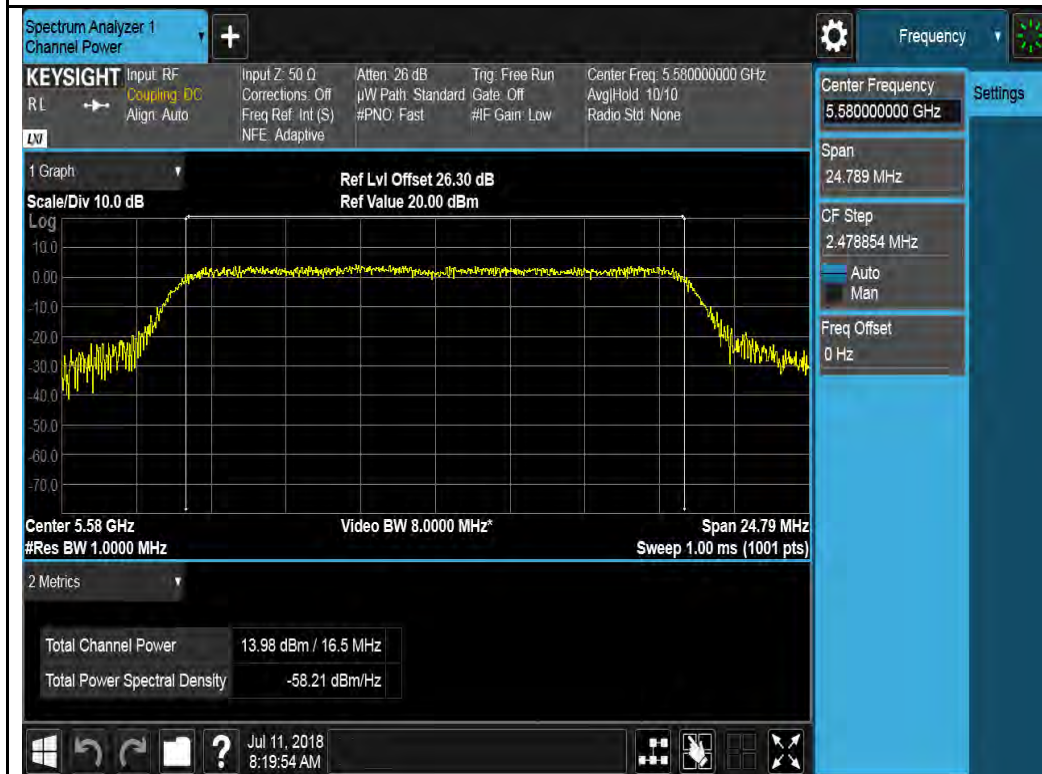 Spectrum Analyzer 1
Channel Power
+
Frequency
KEYSIGHT
Input: RF
Coupling: DC
Align: Auto
RL
LXI
Input Z: 50 Ω
Corrections: Off
Freq Ref: Int (S)
NFE: Adaptive
Atten: 26 dB
µW Path: Standard
#PNO: Fast
Trig: Free Run
Gate: Off
#IF Gain: Low
Center Freq: 5.580000000 GHz
Avg|Hold: 10/10
Radio Std: None
Center Frequency
5.580000000 GHz
Settings
Span
24.789 MHz
CF Step
2.478854 MHz
Auto
Man
Freq Offset
0 Hz
1 Graph
Scale/Div 10.0 dB
Ref Lvl Offset 26.30 dB
Ref Value 20.00 dBm
Log
10.0
0.00
-10.0
-20.0
-30.0
-40.0
-50.0
-60.0
-70.0
Center 5.58 GHz
#Res BW 1.0000 MHz
Video BW 8.0000 MHz*
Span 24.79 MHz
Sweep 1.00 ms (1001 pts)
2 Metrics
Total Channel Power 13.98 dBm / 16.5 MHz
Total Power Spectral Density -58.21 dBm/Hz
?
Jul 11, 2018
8:19:54 AM